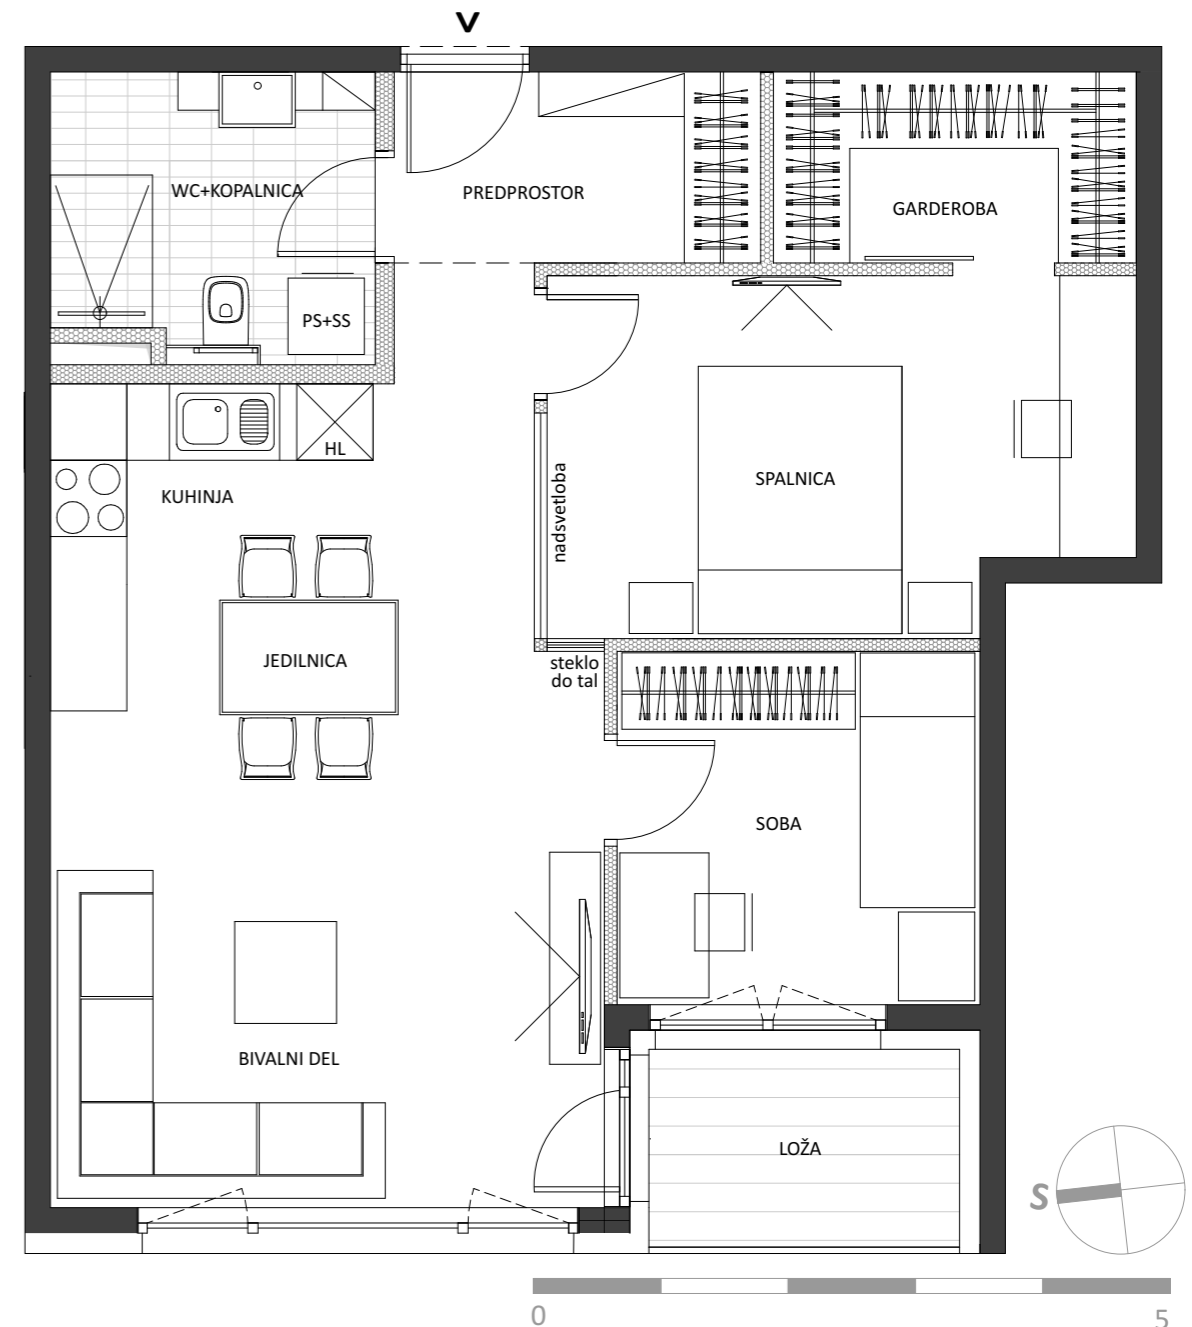 V
WC+KOPALNICA
PREDPROSTOR
GARDEROBA
PS+SS
HL
KUHINJA
nadsvetloba
SPALNICA
JEDILNICA
steklo
do tal
SOBA
BIVALNI DEL
LOŽA
S
0
5